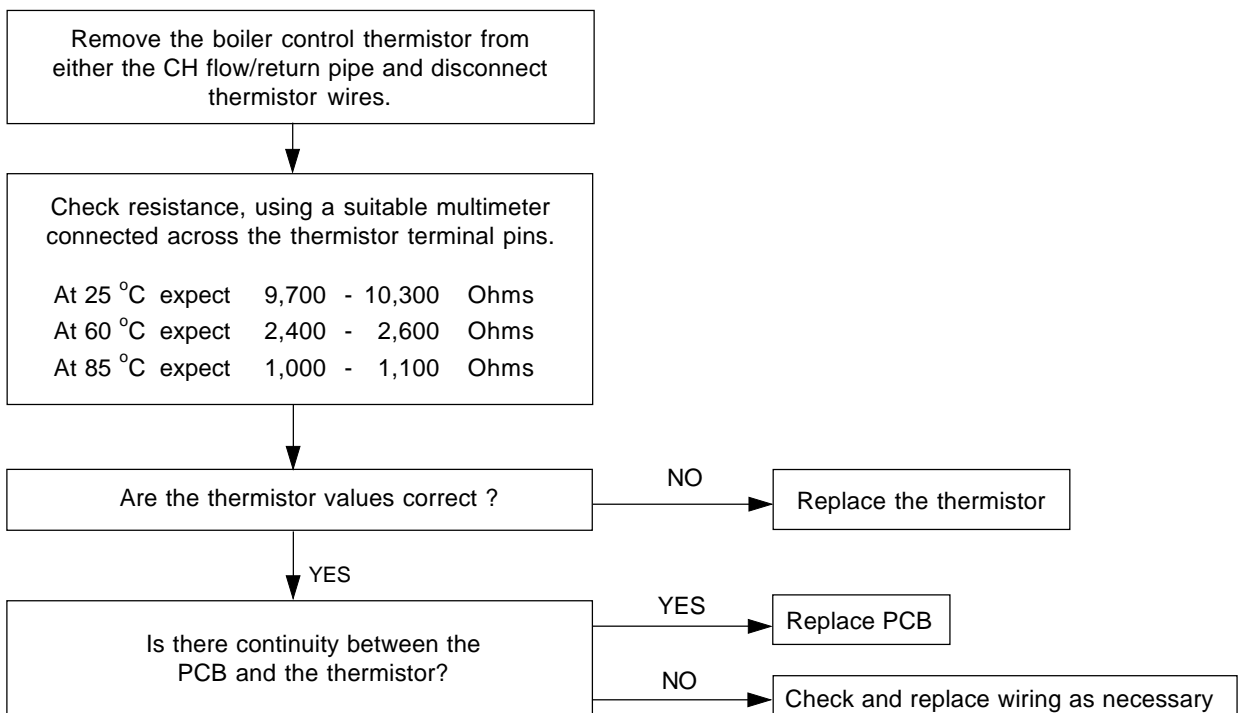 Remove the boiler control thermistor from
either the CH flow/return pipe and disconnect
thermistor wires.
Check resistance, using a suitable multimeter
connected across the thermistor terminal pins.
At 25 °C expect 9,700 - 10,300 Ohms
At 60 °C expect 2,400 - 2,600 Ohms
At 85 °C expect 1,000 - 1,100 Ohms
Are the thermistor values correct ?
NO
Replace the thermistor
YES
Is there continuity between the
PCB and the thermistor?
YES
Replace PCB
NO
Check and replace wiring as necessary